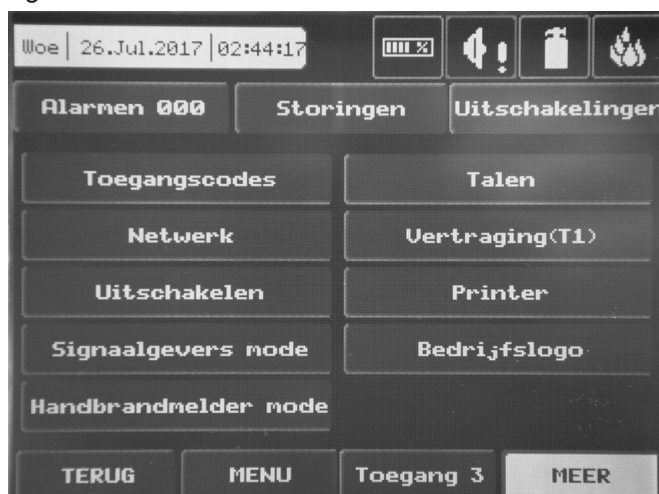 Woe 26.Jul.2017 02:44:17
Alarmen 000 Storingen Uitschakelingen
Toegangscodes Talen
Netwerk Vertraging(T1)
Uitschakelen Printer
Signaalgevers mode Bedrijfslogo
Handbrandmelder mode
TERUG MENU Toegang 3 MEER